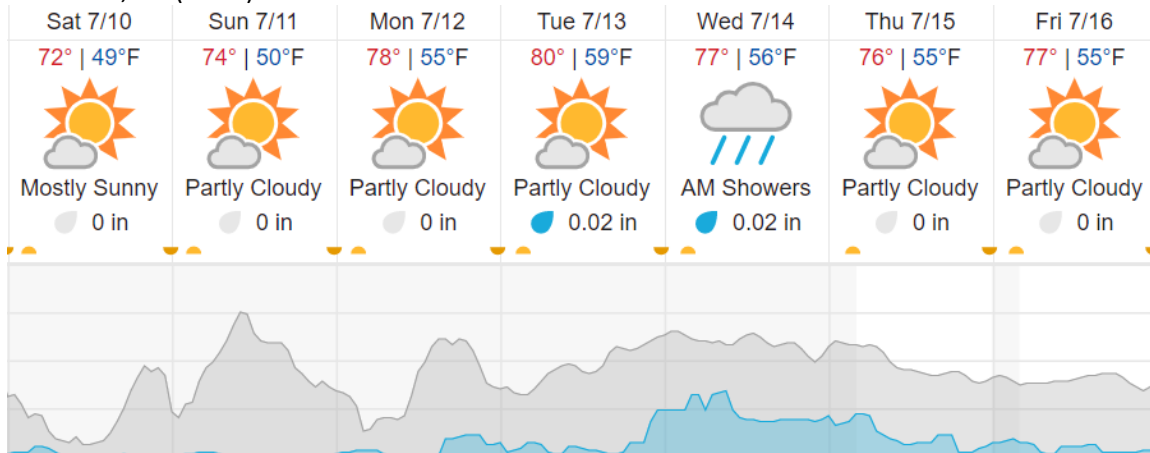 Sat 7/10 Sun 7/11 Mon 7/12 Tue 7/13 Wed 7/14 Thu 7/15 Fri 7/16
72° | 49°F 74° | 50°F 78° | 55°F 80° | 59°F 77° | 56°F 76° | 55°F 77° | 55°F
Mostly Sunny Partly Cloudy Partly Cloudy Partly Cloudy AM Showers Partly Cloudy Partly Cloudy
0 in 0 in 0 in 0.02 in 0.02 in 0 in 0 in